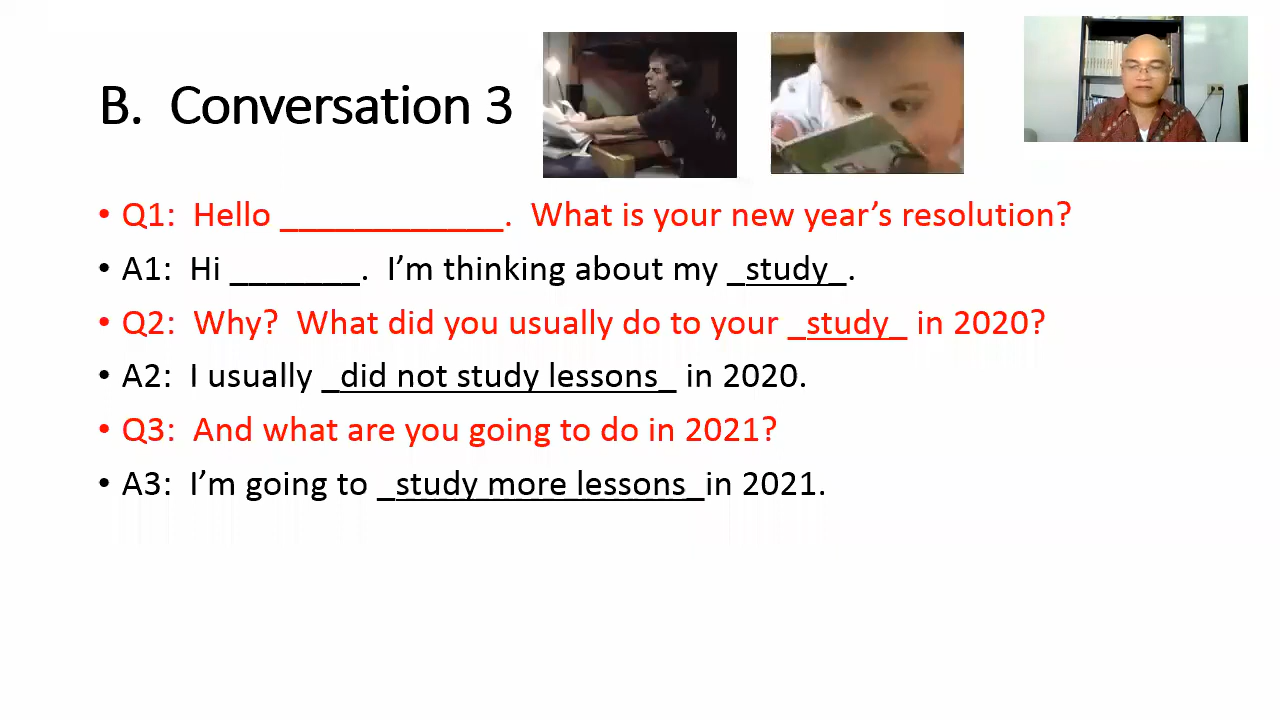 B. Conversation 3
• Q1: Hello ____________. What is your new year’s resolution?
• A1: Hi _______. I’m thinking about my _study_.
• Q2: Why? What did you usually do to your _study_ in 2020?
• A2: I usually _did not study lessons_ in 2020.
• Q3: And what are you going to do in 2021?
• A3: I’m going to _study more lessons_in 2021.